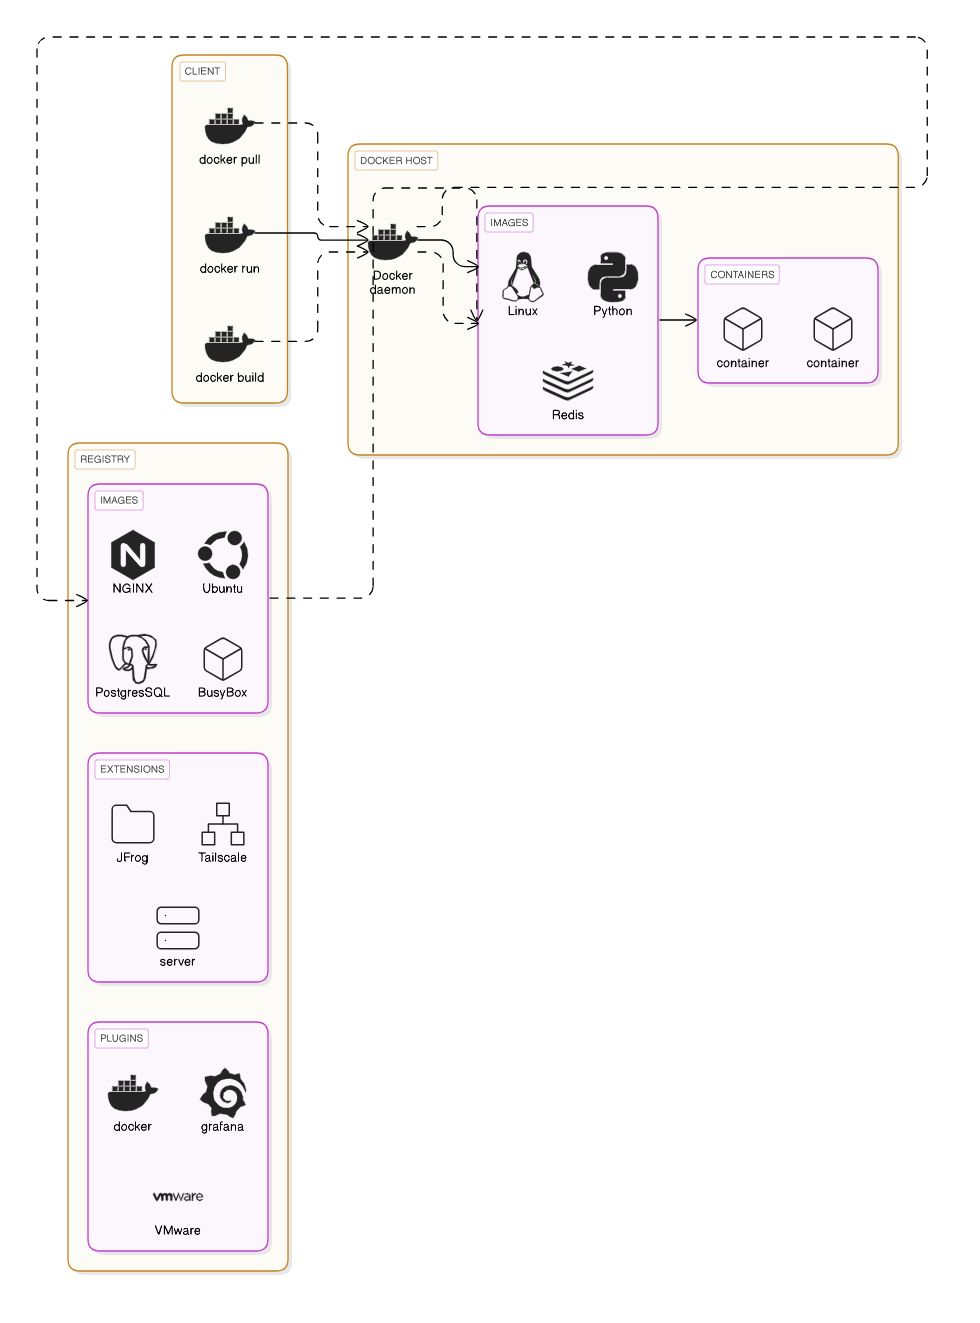 CLIENT
docker pull
docker run
docker build
DOCKER HOST
Docker
daemon
IMAGES
Linux
Python
Redis
CONTAINERS
container
container
REGISTRY
IMAGES
NGINX
Ubuntu
PostgresSQL
BusyBox
EXTENSIONS
JFrog
Tailscale
server
PLUGINS
docker
grafana
vmware
VMware